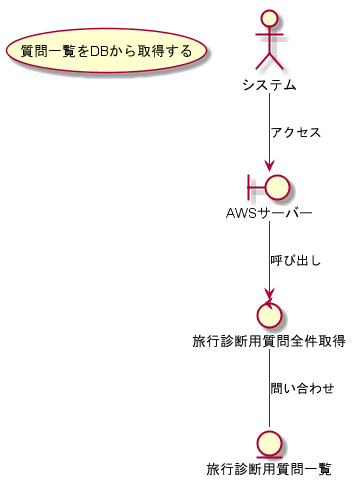 質問一覧をDBから取得する
システム
アクセス
AWSサーバー
呼び出し
旅行診断用質問全件取得
問い合わせ
旅行診断用質問一覧